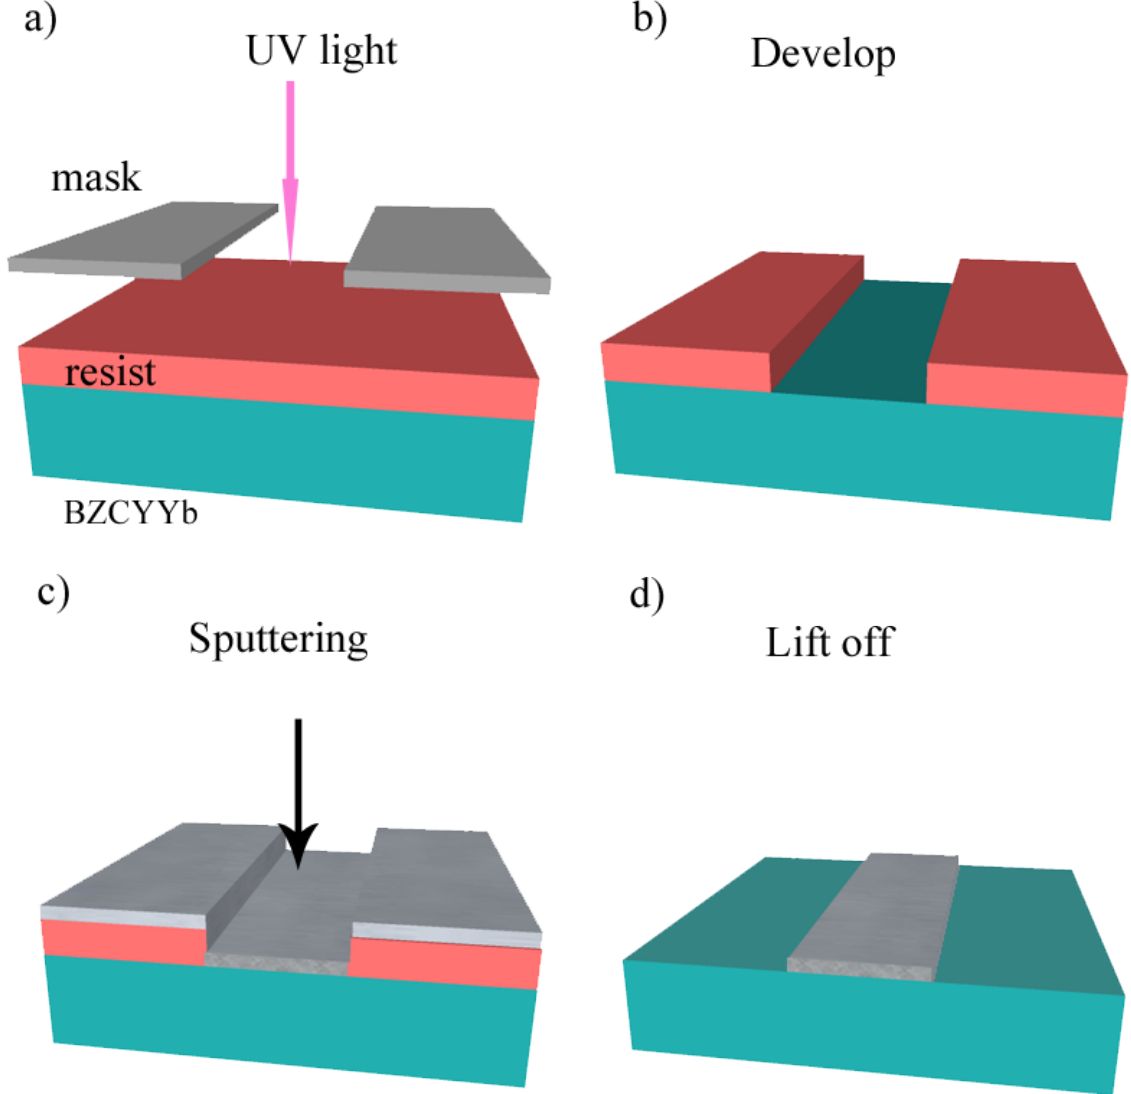 a)
UV light
mask
resist
BZCYYb
b)
Develop
c)
Sputtering
d)
Lift off